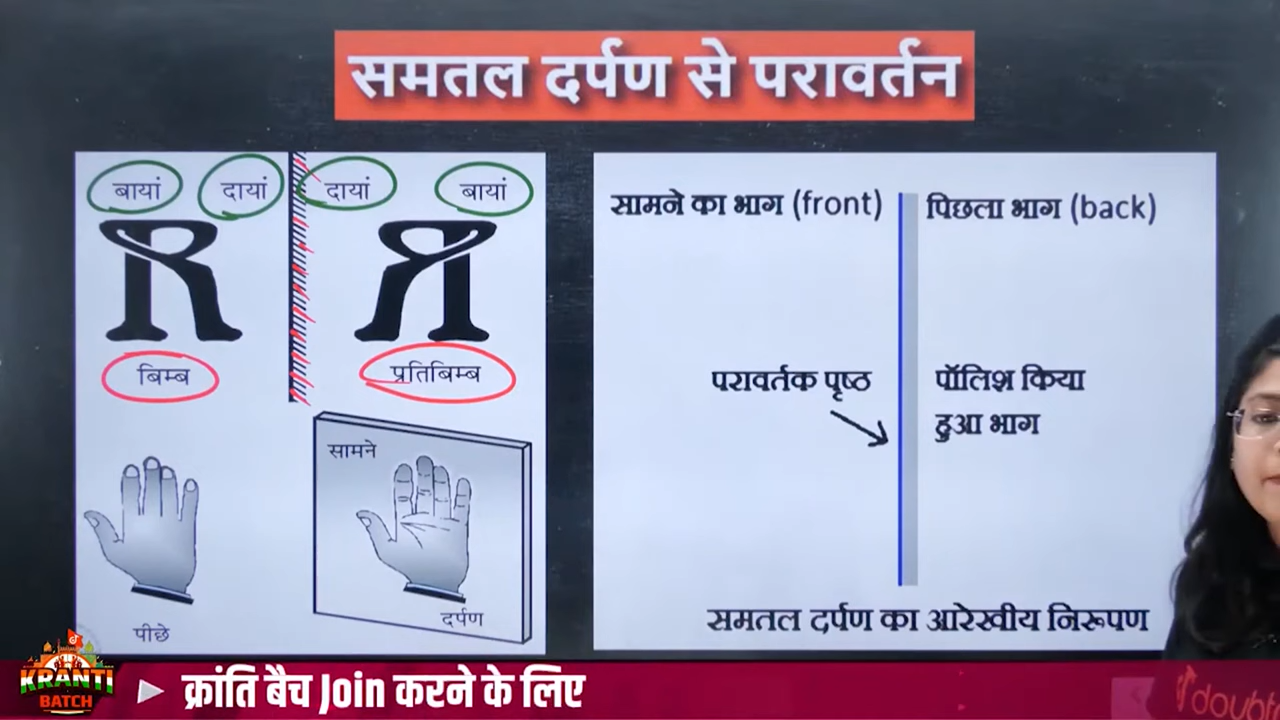 समतल दर्पण से परावर्तन
बायां दायां दायां बायां
R R
बिम्ब प्रतिबिम्ब
सामने
पीछे
दर्पण
सामने का भाग (front) पिछला भाग (back)
परावर्तक पृष्ठ
पॉलिश किया
हुआ भाग
समतल दर्पण का आरेखीय निरूपण
KRANTI
BATCH
क्रांति बैच Join करने के लिए